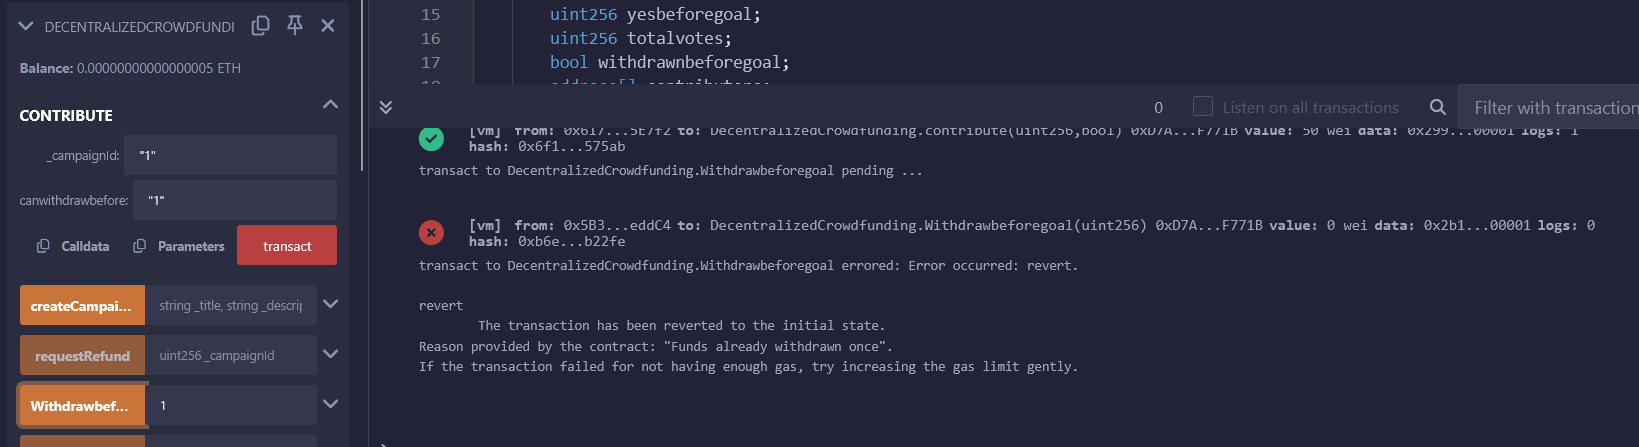 DECENTRALIZEDCROWDFUNDI
Balance: 0.00000000000000005 ETH
CONTRIBUTE
_campaignId: "1"
canwithdrawbefore: "1"
Calldata Parameters transact
createCampai... string _title, string _descrip
requestRefund uint256 _campaignId
Withdrawbef... 1
15 uint256 yesbeforegoal;
16 uint256 totalvotes;
17 bool withdrawnbeforegoal;
18 address[] contributors;
0 Listen on all transactions Filter with transaction
[vm] from: 0x617...5E7f2 to: DecentralizedCrowdfunding.contribute(uint256,bool) 0xD7A...F771B value: 50 wei data: 0x299...00001 logs: 1
hash: 0x6f1...575ab
transact to DecentralizedCrowdfunding.Withdrawbeforegoal pending ...
[vm] from: 0x5B3...eddC4 to: DecentralizedCrowdfunding.Withdrawbeforegoal(uint256) 0xD7A...F771B value: 0 wei data: 0x2b1...00001 logs: 0
hash: 0xb6e...b22fe
transact to DecentralizedCrowdfunding.Withdrawbeforegoal errored: Error occurred: revert.
revert
The transaction has been reverted to the initial state.
Reason provided by the contract: "Funds already withdrawn once".
If the transaction failed for not having enough gas, try increasing the gas limit gently.